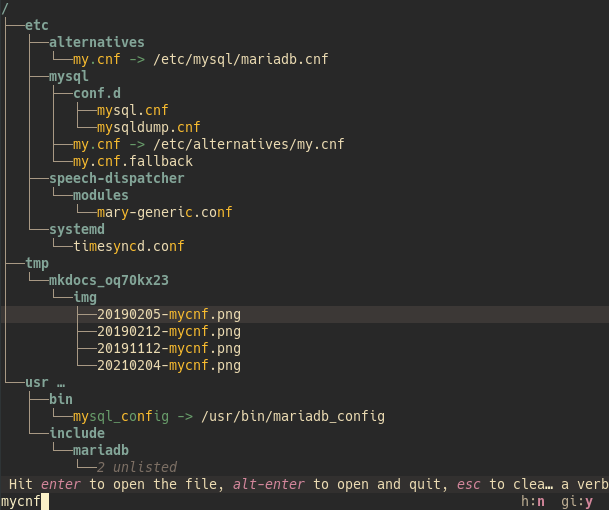 /
├──etc
│  ├──alternatives
│  │  └──my.cnf -> /etc/mysql/mariadb.cnf
│  ├──mysql
│  │  ├──conf.d
│  │  │  ├──mysql.cnf
│  │  │  └──mysqldump.cnf
│  │  ├──my.cnf -> /etc/alternatives/my.cnf
│  │  └──my.cnf.fallback
│  ├──speech-dispatcher
│  │  └──modules
│  │     └──mary-generic.conf
│  └──systemd
│     └──timesyncd.conf
├──tmp
│  └──mkdocs_oq70kx23
│     └──img
│        ├──20190205-mycnf.png
│        ├──20190212-mycnf.png
│        ├──20191112-mycnf.png
│        └──20210204-mycnf.png
└──usr …
   ├──bin
   │  └──mysql_config -> /usr/bin/mariadb_config
   └──include
      └──mariadb
         └──2 unlisted
Hit enter to open the file, alt-enter to open and quit, esc to clea… a verb
mycnf h:n gi:y